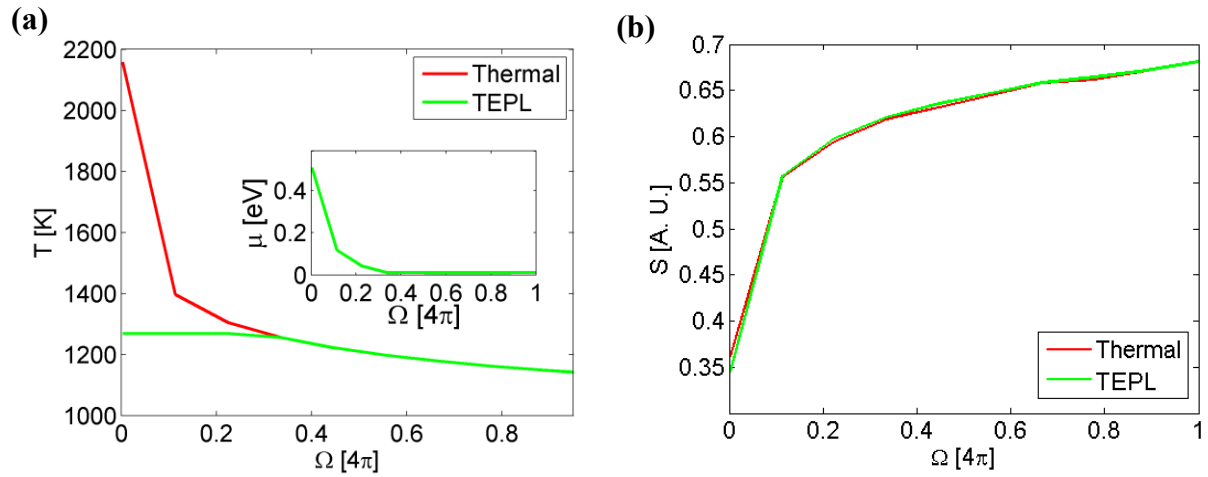 (a)
2200
2000
1800
1600
1400
1200
1000
T [K]
0
0.2
0.4
0.6
0.8
Ω [4π]
Thermal
TEPL
0.4
0.2
0
μ [eV]
0
0.2
0.4
0.6
0.8
1
Ω [4π]
(b)
0.7
0.65
0.6
0.55
0.5
0.45
0.4
0.35
S [A. U.]
0
0.2
0.4
0.6
0.8
1
Ω [4π]
Thermal
TEPL